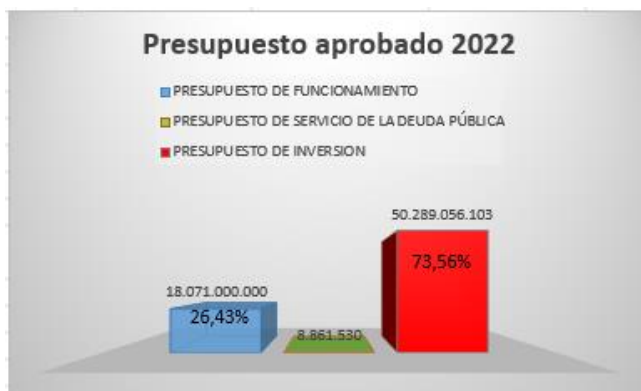 Presupuesto aprobado 2022
PRESUPUESTO DE FUNCIONAMIENTO
PRESUPUESTO DE SERVICIO DE LA DEUDA PÚBLICA
PRESUPUESTO DE INVERSION
50.289.056.103
73,56%
18.071.000.000
26,43%
8.861.530